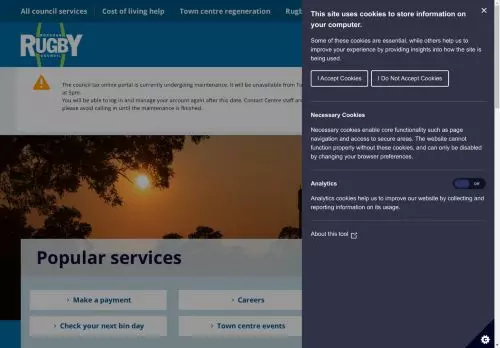 All council services
Cost of living help
Town centre regeneration
BOROUGH
RUGBY
COUNCIL
The council tax online portal is currently undergoing maintenance. It will be unavailable from
at 5pm.
You will be able to log in and manage your account again after this date. Contact Centre staff
please avoid calling in until the maintenance is finished.
Popular services
Make a payment
Careers
Check your next bin day
Town centre events
This site uses cookies to store information on
your computer.
Some of these cookies are essential, while others help us to
improve your experience by providing insights into how the site is
being used.
I Accept Cookies
I Do Not Accept Cookies
Necessary Cookies
Necessary cookies enable core functionality such as page
navigation and access to secure areas. The website cannot
function properly without these cookies, and can only be disabled
by changing your browser preferences.
Analytics
Off
Analytics cookies help us to improve our website by collecting and
reporting information on its usage.
About this tool